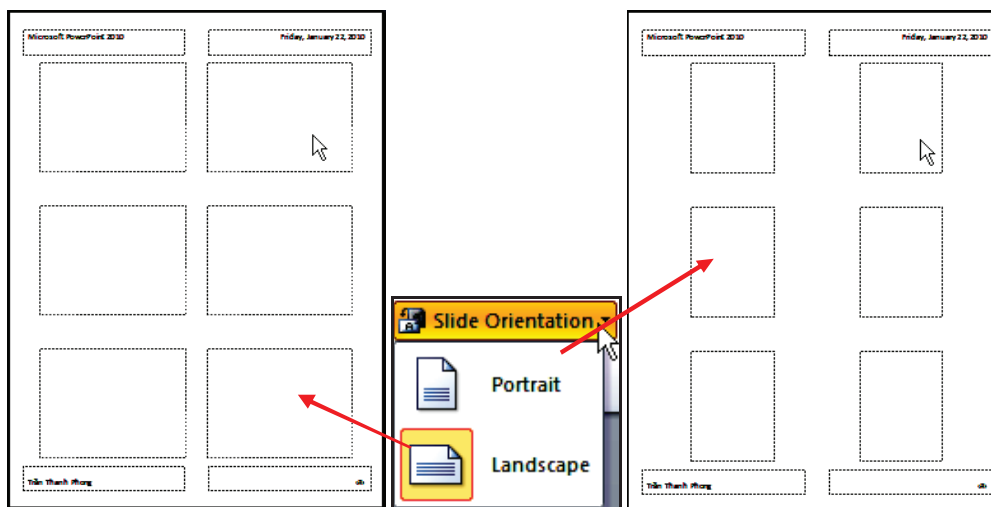 Microsoft PowerPoint 2010
Friday, January 22, 2010
Trần Thanh Phong
‹#›
Slide Orientation
Portrait
Landscape
Microsoft PowerPoint 2010
Friday, January 22, 2010
Trần Thanh Phong
‹#›